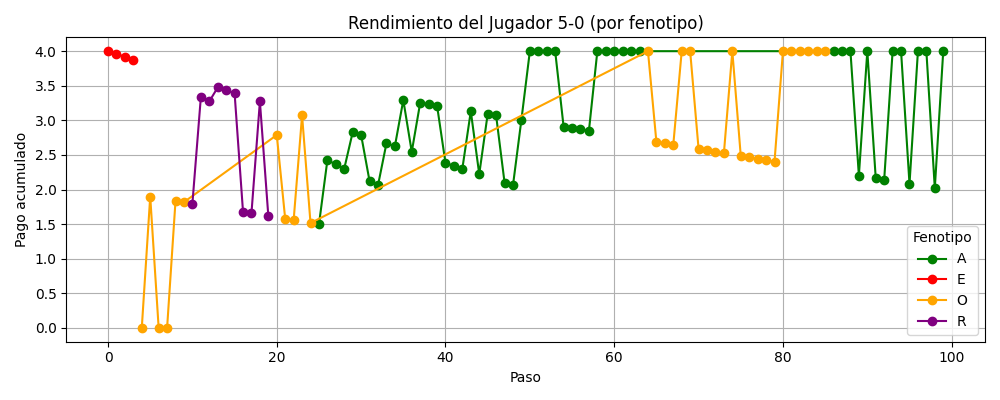 Rendimiento del Jugador 5-0 (por fenotipo)
Pago acumulado
4.0
3.5
3.0
2.5
2.0
1.5
1.0
0.5
0.0
Fenotipo
A
E
O
R
0 20 40 60 80 100
Paso